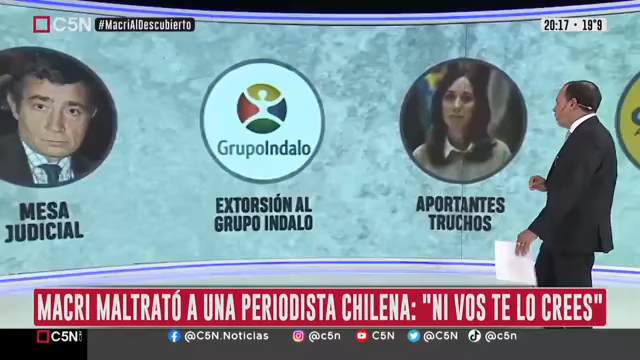 C5N
#MacriAlDescubierto
20:17 • 19°9
GrupoIndalo
MESA
JUDICIAL
EXTORSIÓN AL
GRUPO INDALO
APORTANTES
TRUCHOS
MACRI MALTRATÓ A UNA PERIODISTA CHILENA: "NI VOS TE LO CREES"
C5N
@C5N.Noticias @c5n @c5n @C5N @c5n